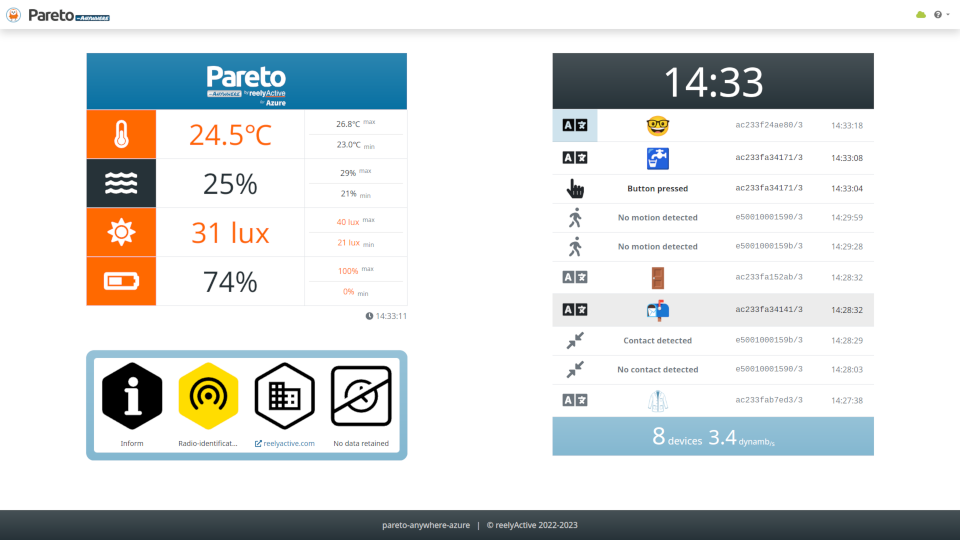 Pareto ANYWHERE
Pareto
ANYWHERE by reelyActive
for Azure
24.5°C
26.8°C max
23.0°C min
25%
29% max
21% min
31 lux
40 lux max
21 lux min
74%
100% max
0% min
14:33:11
Inform
Radio-identificat...
reelyactive.com
No data retained
14:33
ac233f24ae80/3 14:33:18
ac233fa34171/3 14:33:08
Button pressed ac233fa34171/3 14:33:04
No motion detected e50010001590/3 14:29:59
No motion detected e5001000159b/3 14:29:28
ac233fa152ab/3 14:28:32
ac233fa34141/3 14:28:32
Contact detected e5001000159b/3 14:28:29
No contact detected e50010001590/3 14:28:03
ac233fab7ed3/3 14:27:38
8 devices 3.4 dynamb/s
pareto-anywhere-azure | © reelyActive 2022-2023